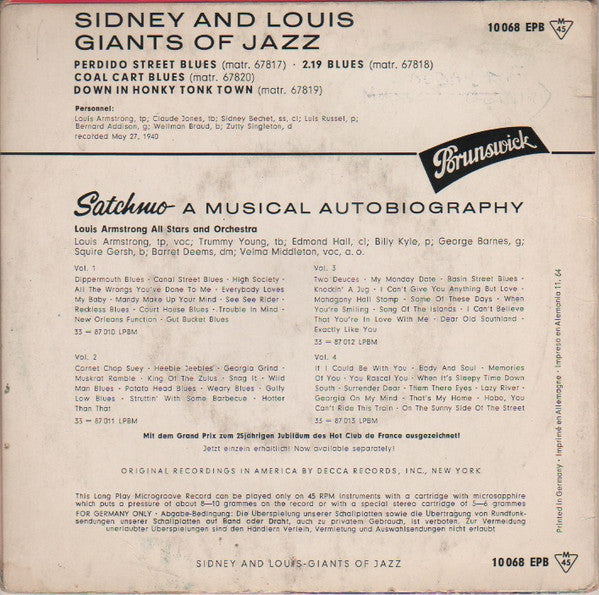 SIDNEY AND LOUIS
GIANTS OF JAZZ
10 068 EPB M 45
PERDIDO STREET BLUES (matr. 67817) · 2.19 BLUES (matr. 67818)
COAL CART BLUES (matr. 67820)
DOWN IN HONKY TONK TOWN (matr. 67819)
Personnel:
Louis Armstrong, tp; Claude Jones, tb; Sidney Bechet, ss, cl; Luis Russel, p;
Bernard Addison, g; Wellman Braud, b; Zutty Singleton, d
recorded May 27, 1940
Brunswick
Satchmo A MUSICAL AUTOBIOGRAPHY
Louis Armstrong All Stars and Orchestra
Louis Armstrong, tp, voc; Trummy Young, tb; Edmond Hall, cl; Billy Kyle, p; George Barnes, g;
Squire Gersh, b; Barret Deems, dm; Velma Middleton, voc, a. o.
Vol. 1
Dippermouth Blues · Canal Street Blues · High Society ·
All The Wrongs You've Done To Me · Everybody Loves
My Baby · Mandy Make Up Your Mind · See See Rider ·
Reckless Blues · Court House Blues · Trouble In Mind ·
New Orleans Function · Gut Bucket Blues
33 = 87 010 LPBM
Vol. 2
Cornet Chop Suey · Heebie Jeebies · Georgia Grind ·
Muskrat Ramble · King Of The Zulus · Snag It · Wild
Man Blues · Potato Head Blues · Weary Blues · Gully
Low Blues · Struttin' With Some Barbecue · Hotter
Than That
33 = 87 011 LPBM
Vol. 3
Two Deuces · My Monday Date · Basin Street Blues ·
Knockin' A Jug · I Can't Give You Anything But Love ·
Mahogany Hall Stomp · Some Of These Days · When
You're Smiling · Song Of The Islands · I Can't Believe
That You're In Love With Me · Dear Old Southland ·
Exactly Like You
33 = 87 012 LPBM
Vol. 4
If I Could Be With You · Body And Soul · Memories
Of You · You Rascal You · When It's Sleepy Time Down
South · Surrender Dear · Them There Eyes · Lazy River ·
Georgia On My Mind · That's My Home · Hobo, You
Can't Ride This Train · On The Sunny Side Of The Street
33 = 87 013 LPBM
Mit dem Grand Prix zum 25jährigen Jubiläum des Hot Club de France ausgezeichnet!
Jetzt einzeln erhältlich! Now available separately!
ORIGINAL RECORDINGS IN AMERICA BY DECCA RECORDS, INC., NEW YORK
This Long Play Microgroove Record can be played only on 45 RPM instruments with a cartridge with microsapphire
which puts a pressure of about 8—10 grammes on the record or with a special stereo cartridge of 5—6 grammes
FOR GERMANY ONLY · Abgabe-Bedingung: Die Überspielung unserer Schallplatten sowie die Übertragung von Rundfunk-
sendungen unserer Schallplatten auf Band oder Draht, auch zu privatem Gebrauch, ist verboten. Zur Vermeidung
unerlaubter Überspielungen sind den Händlern Verleih, Vermietung und Auswahlsendungen nicht erlaubt
SIDNEY AND LOUIS-GIANTS OF JAZZ
10 068 EPB M 45
Printed in Germany · Imprimé en Allemagne · Impreso en Alemania 11. 64